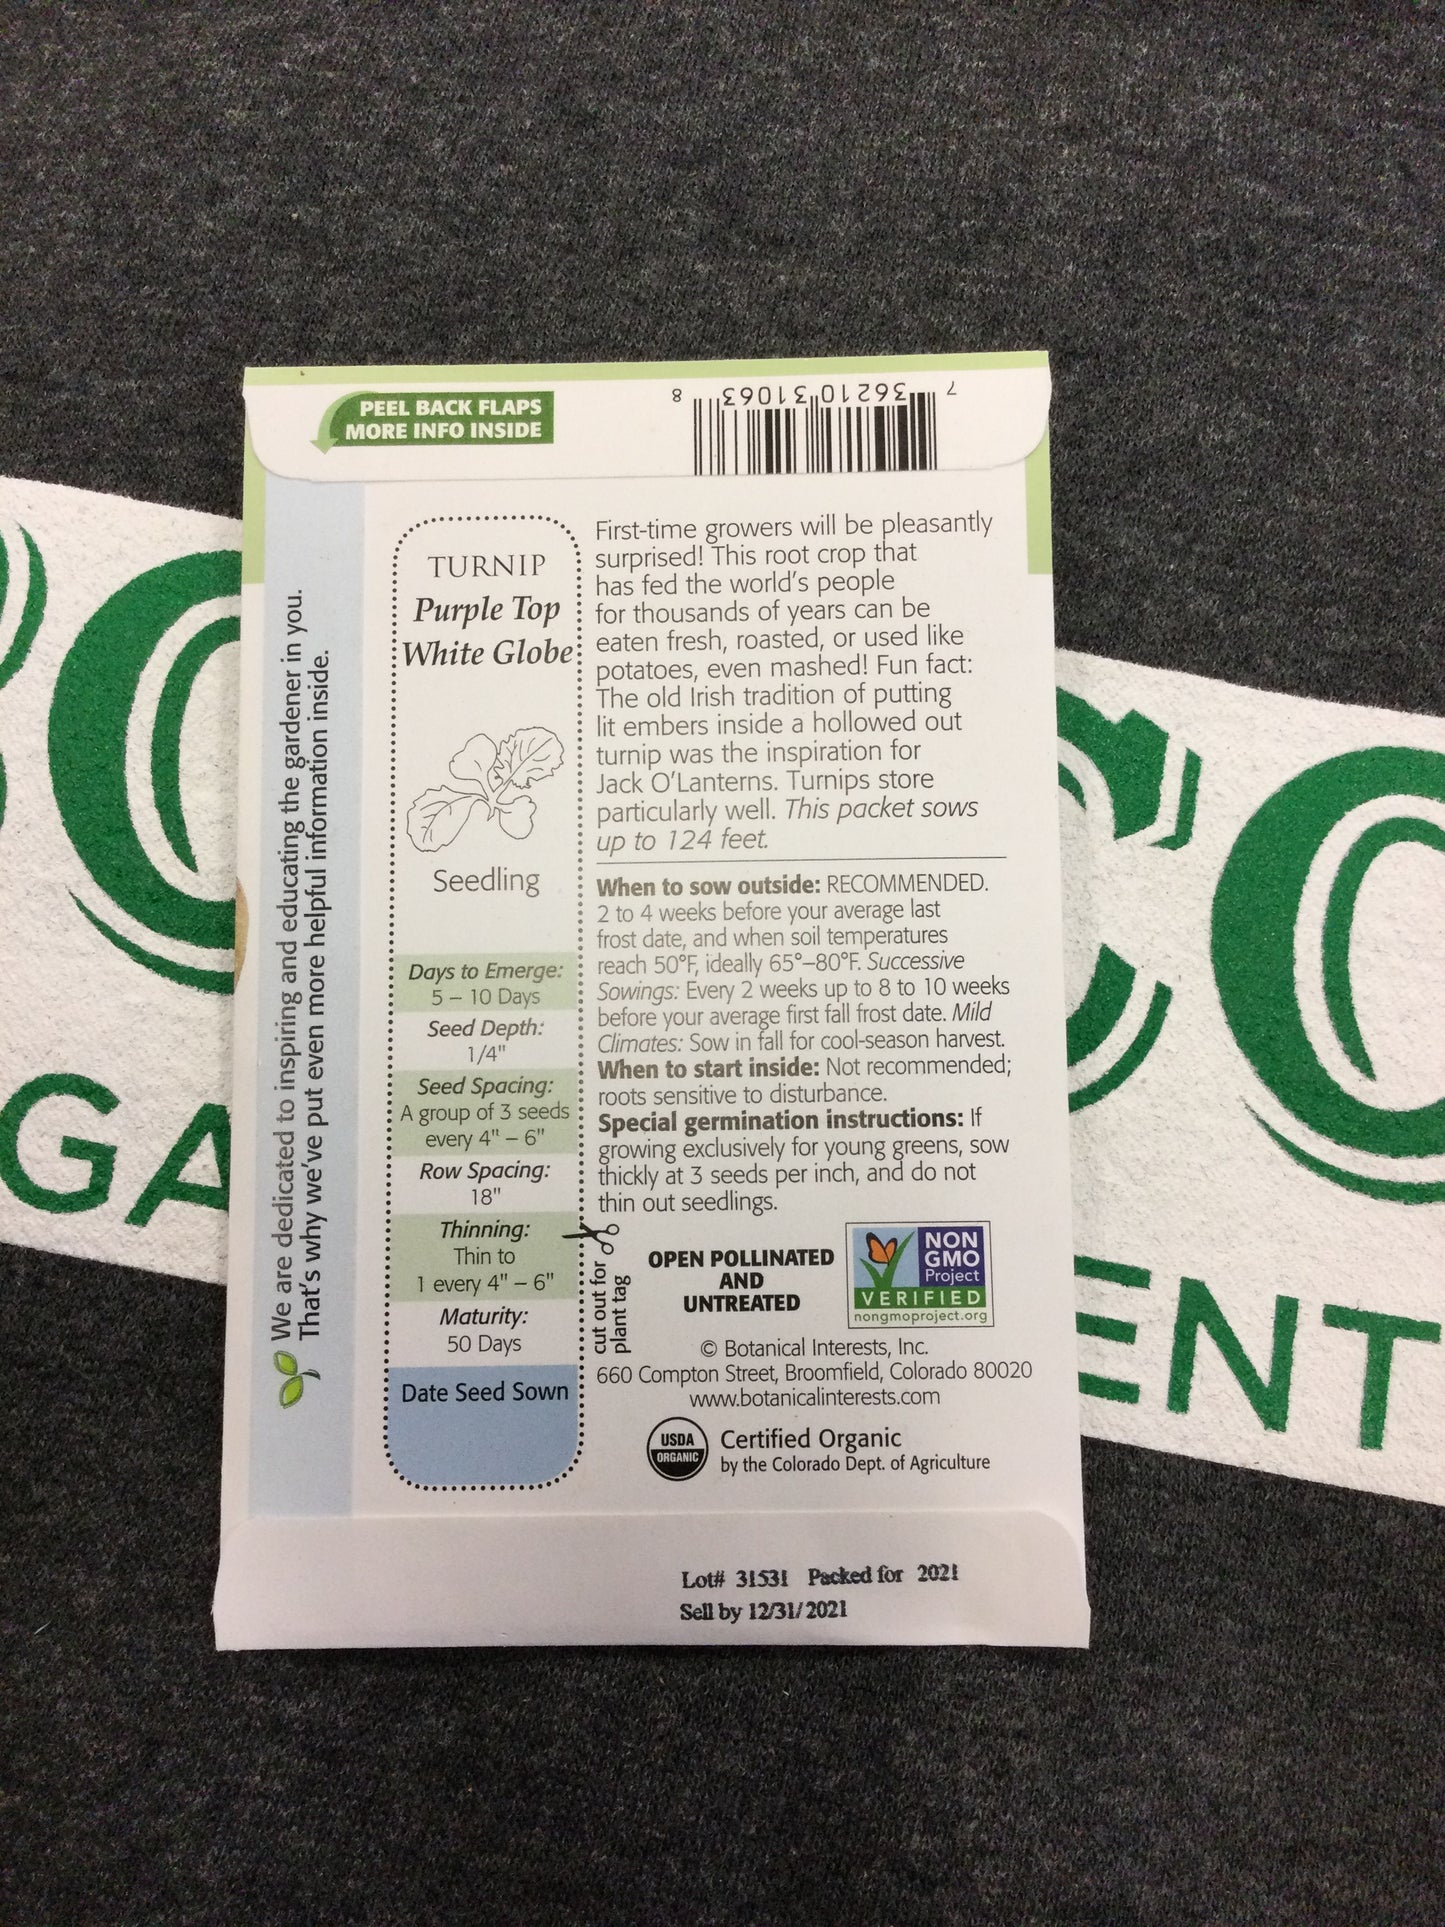 PEEL BACK FLAPS
MORE INFO INSIDE
7 36210 31063 8
We are dedicated to inspiring and educating the gardener in you.
That's why we've put even more helpful information inside.
TURNIP
Purple Top
White Globe
Seedling
Days to Emerge:
5 – 10 Days
Seed Depth:
1/4"
Seed Spacing:
A group of 3 seeds
every 4" – 6"
Row Spacing:
18"
Thinning:
Thin to
1 every 4" – 6"
Maturity:
50 Days
Date Seed Sown
cut out for
plant tag
First-time growers will be pleasantly
surprised! This root crop that
has fed the world's people
for thousands of years can be
eaten fresh, roasted, or used like
potatoes, even mashed! Fun fact:
The old Irish tradition of putting
lit embers inside a hollowed out
turnip was the inspiration for
Jack O'Lanterns. Turnips store
particularly well. This packet sows
up to 124 feet.
When to sow outside: RECOMMENDED.
2 to 4 weeks before your average last
frost date, and when soil temperatures
reach 50°F, ideally 65°–80°F. Successive
Sowings: Every 2 weeks up to 8 to 10 weeks
before your average first fall frost date. Mild
Climates: Sow in fall for cool-season harvest.
When to start inside: Not recommended;
roots sensitive to disturbance.
Special germination instructions: If
growing exclusively for young greens, sow
thickly at 3 seeds per inch, and do not
thin out seedlings.
OPEN POLLINATED
AND
UNTREATED
NON
GMO
Project
VERIFIED
nongmoproject.org
© Botanical Interests, Inc.
660 Compton Street, Broomfield, Colorado 80020
www.botanicalinterests.com
USDA
ORGANIC
Certified Organic
by the Colorado Dept. of Agriculture
Lot# 31531 Packed for 2021
Sell by 12/31/2021
GA
ENT